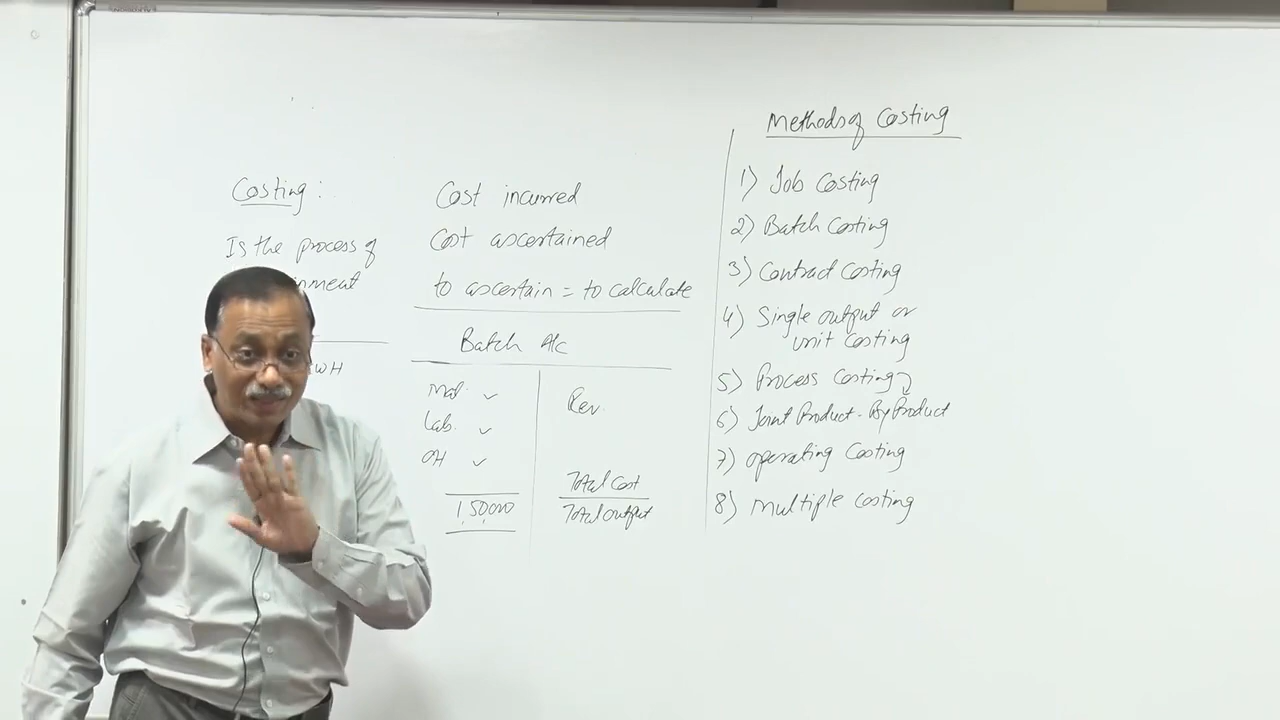 Costing :
Is the process of
Cost incurred
Cost ascertained
to ascertain = to calculate
Batch A/c
Mat. ✓
Lab. ✓
OH ✓
1,50,000
Rev.
Total Cost
Total output
Methods of Costing
1) Job Costing
2) Batch Costing
3) Contract Costing
4) Single output or
unit Costing
5) Process Costing
6) Joint Product - By Product
7) Operating Costing
8) Multiple Costing